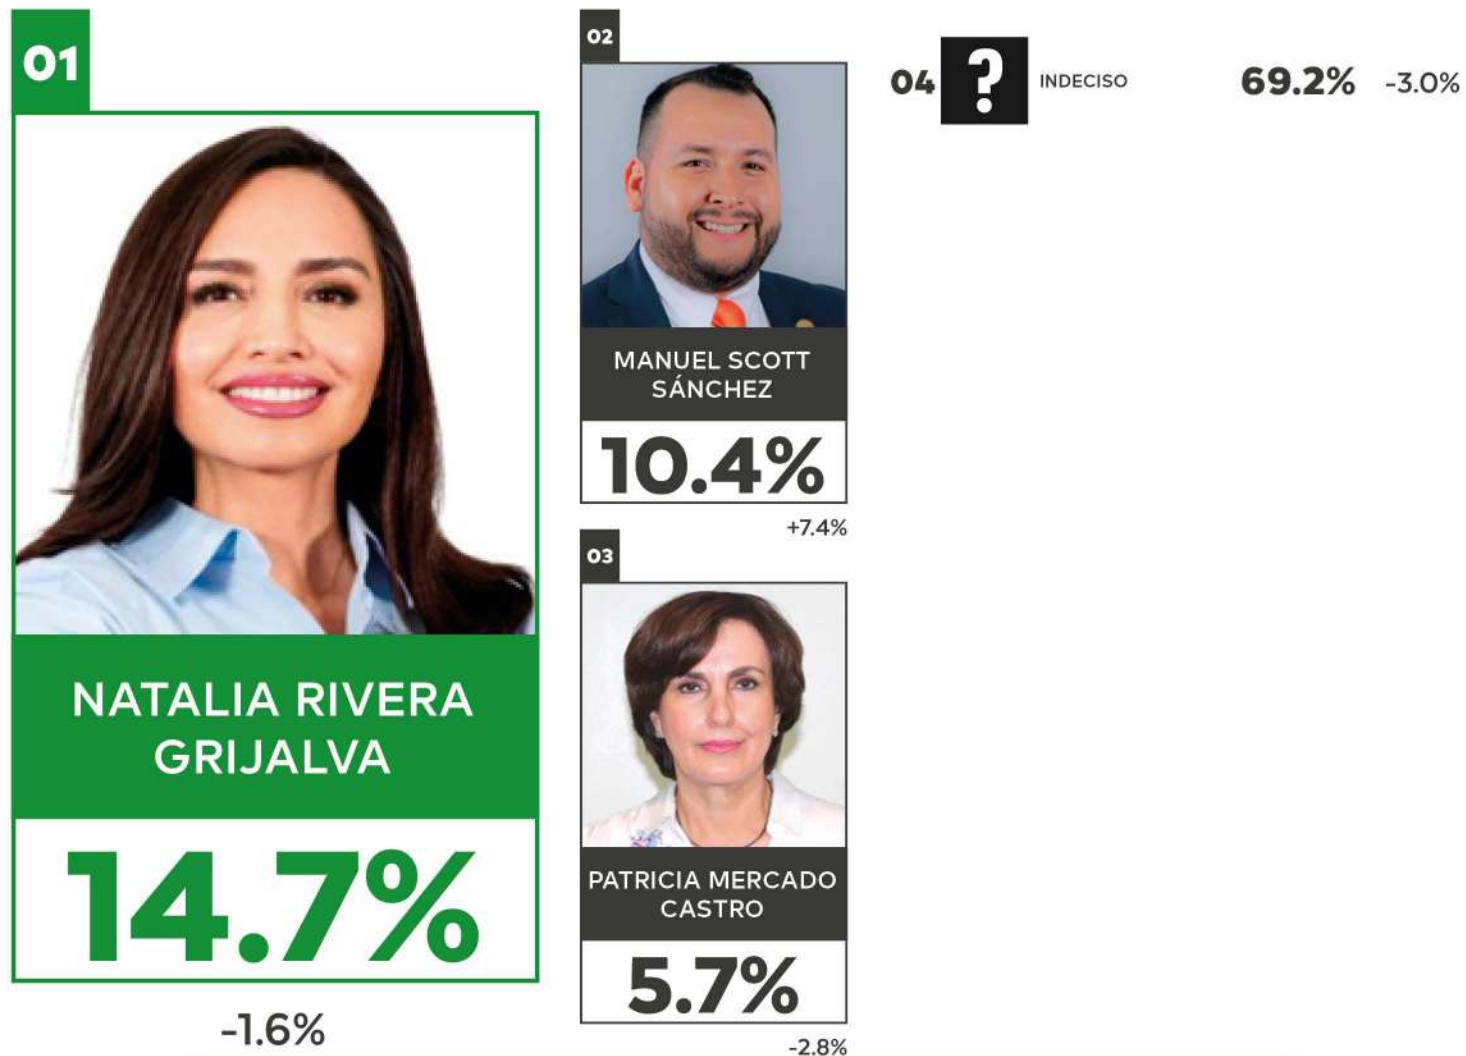 01
NATALIA RIVERA
GRIJALVA
14.7%
-1.6%
02
MANUEL SCOTT
SÁNCHEZ
10.4%
+7.4%
03
PATRICIA MERCADO
CASTRO
5.7%
-2.8%
04 ? INDECISO 69.2% -3.0%